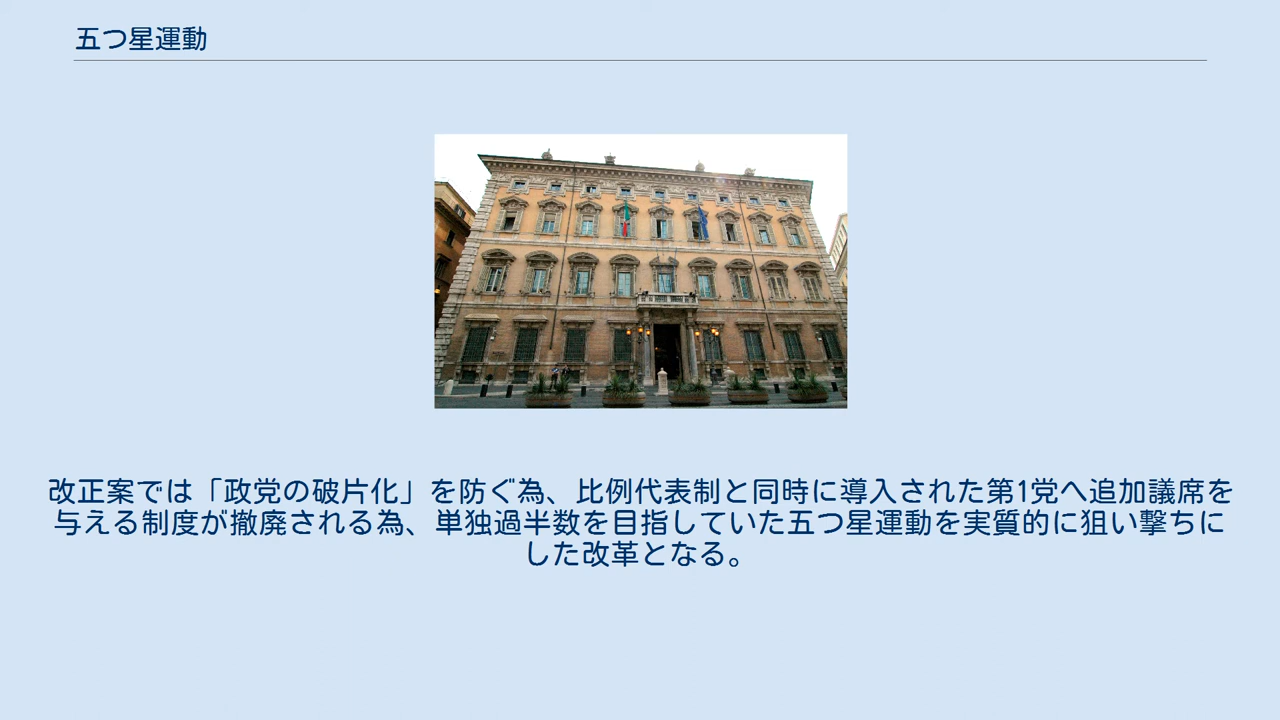 五つ星運動
改正案では「政党の破片化」を防ぐ為、比例代表制と同時に導入された第1党へ追加議席を
与える制度が撤廃される為、単独過半数を目指していた五つ星運動を実質的に狙い撃ちに
した改革となる。